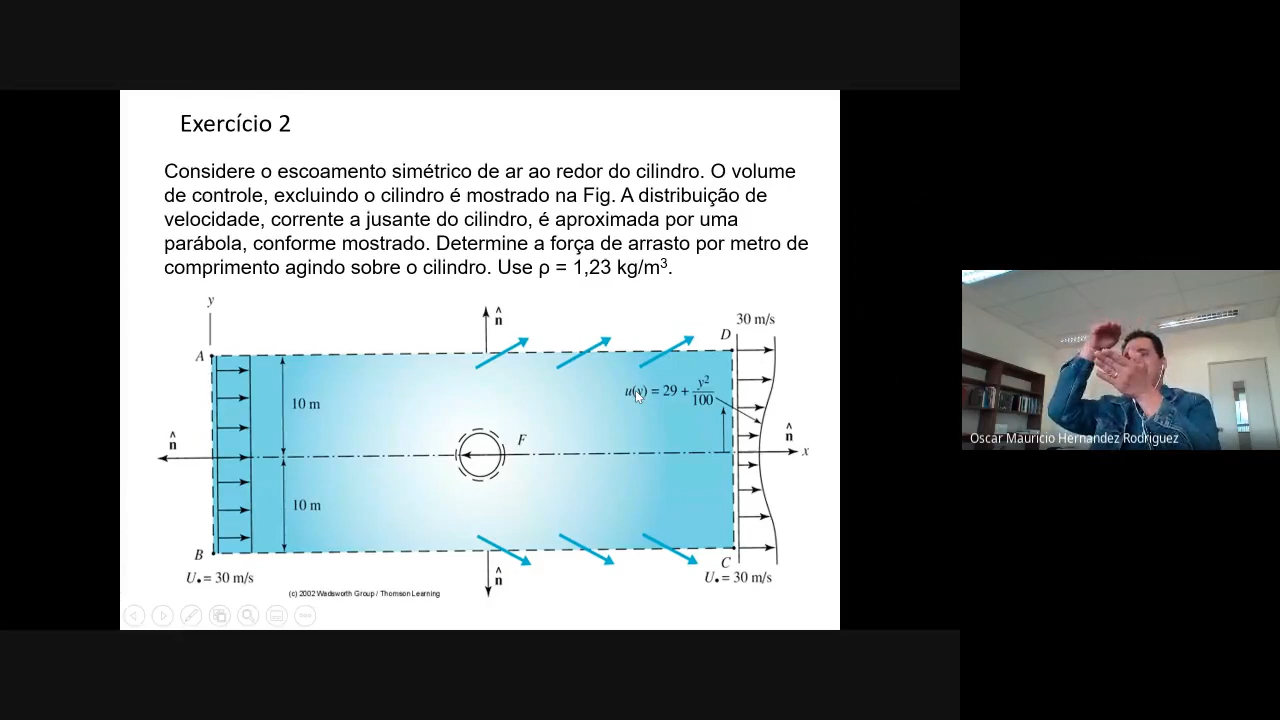 Exercício 2
Considere o escoamento simétrico de ar ao redor do cilindro. O volume
de controle, excluindo o cilindro é mostrado na Fig. A distribuição de
velocidade, corrente a jusante do cilindro, é aproximada por uma
parábola, conforme mostrado. Determine a força de arrasto por metro de
comprimento agindo sobre o cilindro. Use ρ = 1,23 kg/m³.
y
n̂
30 m/s
D
A
u(y) = 29 + y²/100
10 m
n̂
F
n̂
x
10 m
B
C
U• = 30 m/s
n̂
U• = 30 m/s
(c) 2002 Wadsworth Group / Thomson Learning
Oscar Mauricio Hernandez Rodriguez